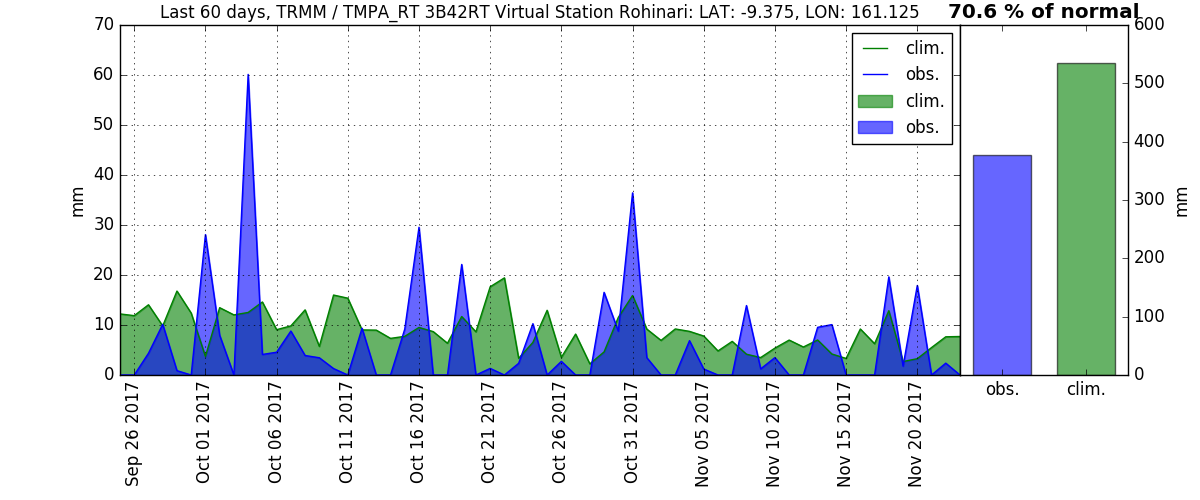 Last 60 days, TRMM / TMPA_RT 3B42RT Virtual Station Rohinari: LAT: -9.375, LON: 161.125
70.6 % of normal
70
60
50
40
30
20
10
0
mm
clim.
obs.
clim.
obs.
Sep 26 2017
Oct 01 2017
Oct 06 2017
Oct 11 2017
Oct 16 2017
Oct 21 2017
Oct 26 2017
Oct 31 2017
Nov 05 2017
Nov 10 2017
Nov 15 2017
Nov 20 2017
600
500
400
300
200
100
0
mm
obs.
clim.